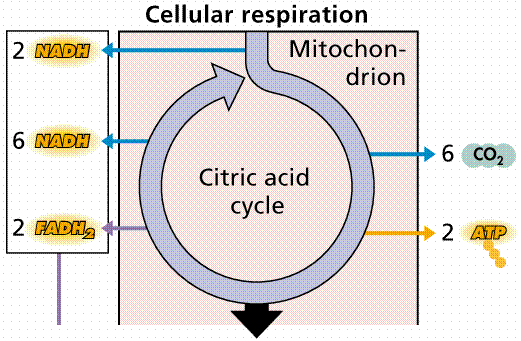 Cellular respiration
2 NADH
Mitochon-
drion
6 NADH
6 CO2
Citric acid
cycle
2 FADH2
2 ATP